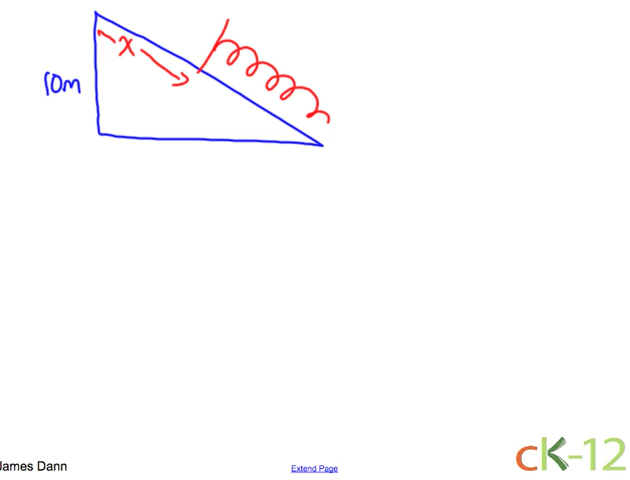 x
10m
James Dann
Extend Page
cK-12